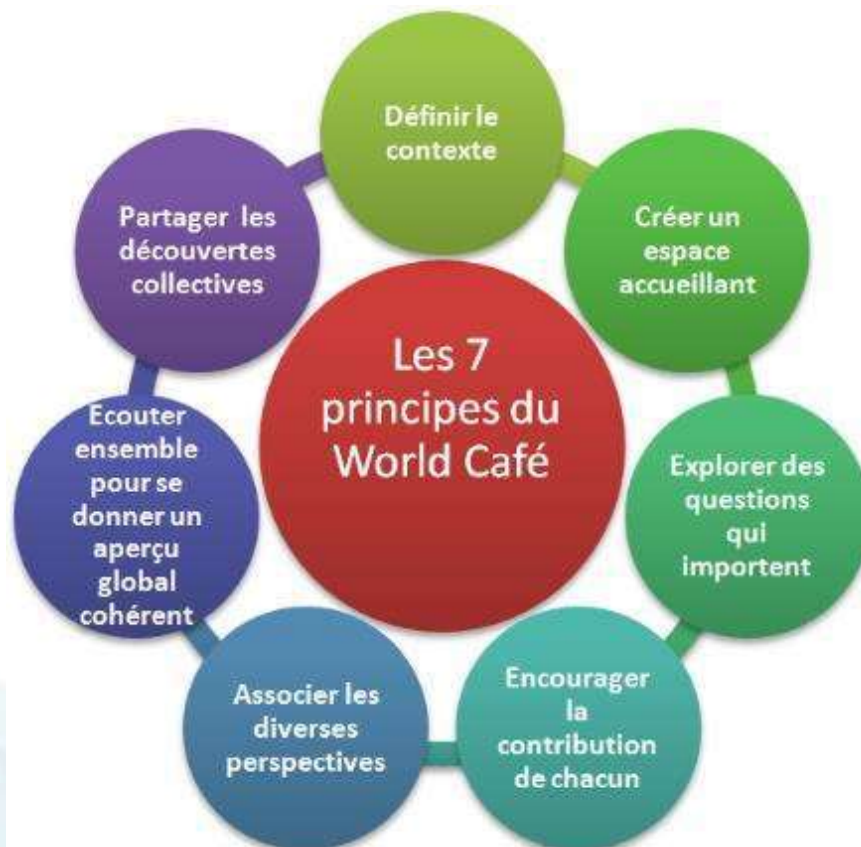 Les 7
principes du
World Café
Définir le
contexte
Créer un
espace
accueillant
Explorer des
questions
qui
importent
Encourager
la
contribution
de chacun
Associer les
diverses
perspectives
Ecouter
ensemble
pour se
donner un
aperçu
global
cohérent
Partager les
découvertes
collectives